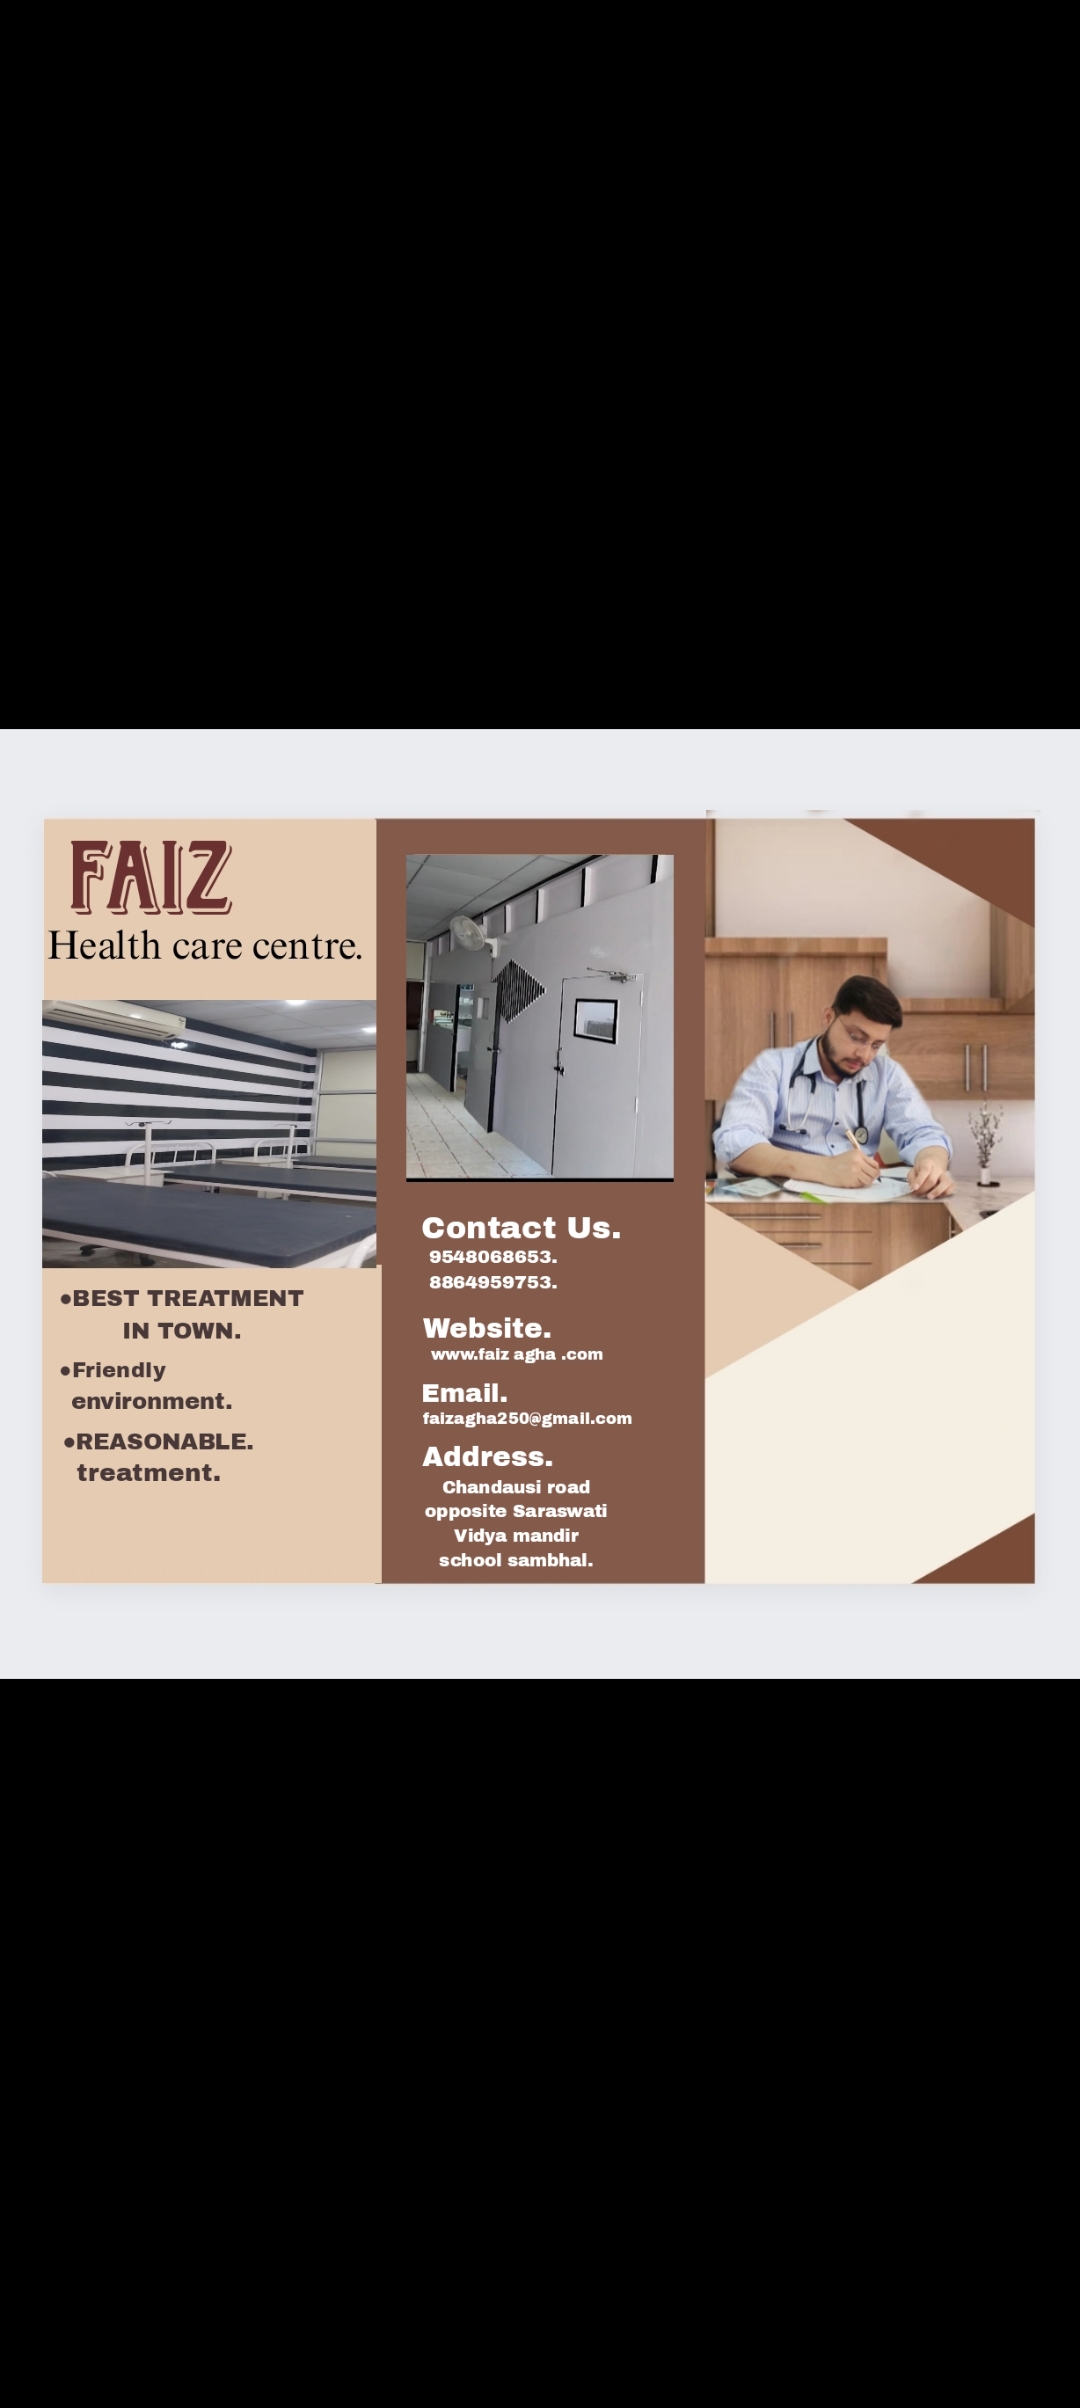 FAIZ
Health care centre.
●BEST TREATMENT
IN TOWN.
●Friendly
environment.
●REASONABLE.
treatment.
Contact Us.
9548068653.
8864959753.
Website.
www.faiz agha .com
Email.
faizagha250@gmail.com
Address.
Chandausi road
opposite Saraswati
Vidya mandir
school sambhal.